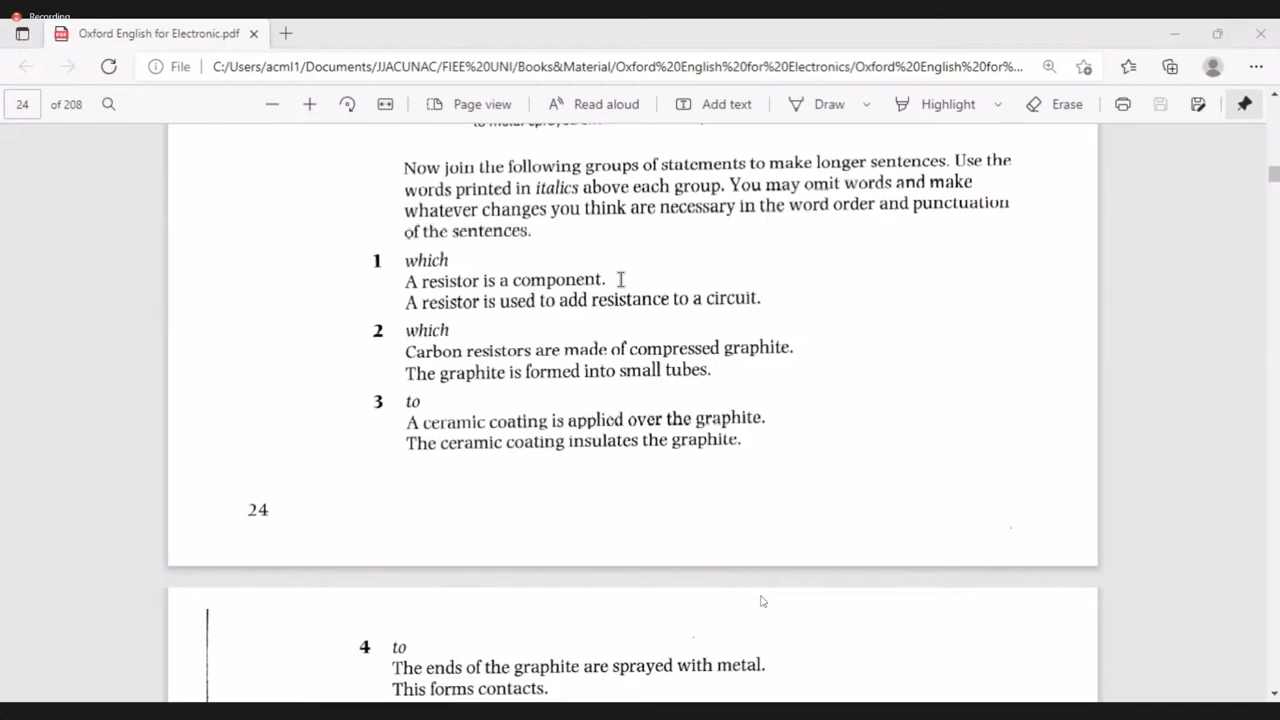 Recording
Oxford English for Electronic.pdf
File C:/Users/acml1/Documents/JJACUNAC/FIEE%20UNI/Books&Material/Oxford%20English%20for%20Electronics/Oxford%20English%20for%...
24 of 208 Page view Read aloud Add text Draw Highlight Erase
Now join the following groups of statements to make longer sentences. Use the
words printed in italics above each group. You may omit words and make
whatever changes you think are necessary in the word order and punctuation
of the sentences.
1 which
A resistor is a component.
A resistor is used to add resistance to a circuit.
2 which
Carbon resistors are made of compressed graphite.
The graphite is formed into small tubes.
3 to
A ceramic coating is applied over the graphite.
The ceramic coating insulates the graphite.
24
4 to
The ends of the graphite are sprayed with metal.
This forms contacts.